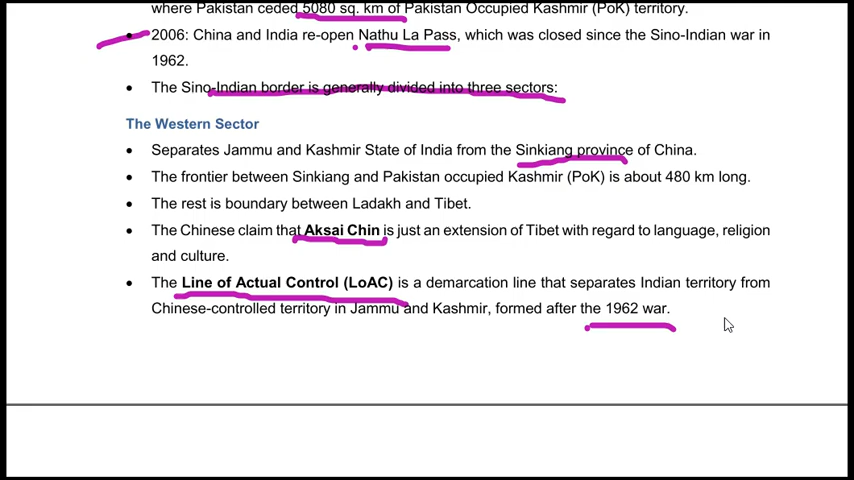 where Pakistan ceded 5080 sq. km of Pakistan Occupied Kashmir (PoK) territory.
• 2006: China and India re-open Nathu La Pass, which was closed since the Sino-Indian war in
1962.
• The Sino-Indian border is generally divided into three sectors:
The Western Sector
• Separates Jammu and Kashmir State of India from the Sinkiang province of China.
• The frontier between Sinkiang and Pakistan occupied Kashmir (PoK) is about 480 km long.
• The rest is boundary between Ladakh and Tibet.
• The Chinese claim that Aksai Chin is just an extension of Tibet with regard to language, religion
and culture.
• The Line of Actual Control (LoAC) is a demarcation line that separates Indian territory from
Chinese-controlled territory in Jammu and Kashmir, formed after the 1962 war.